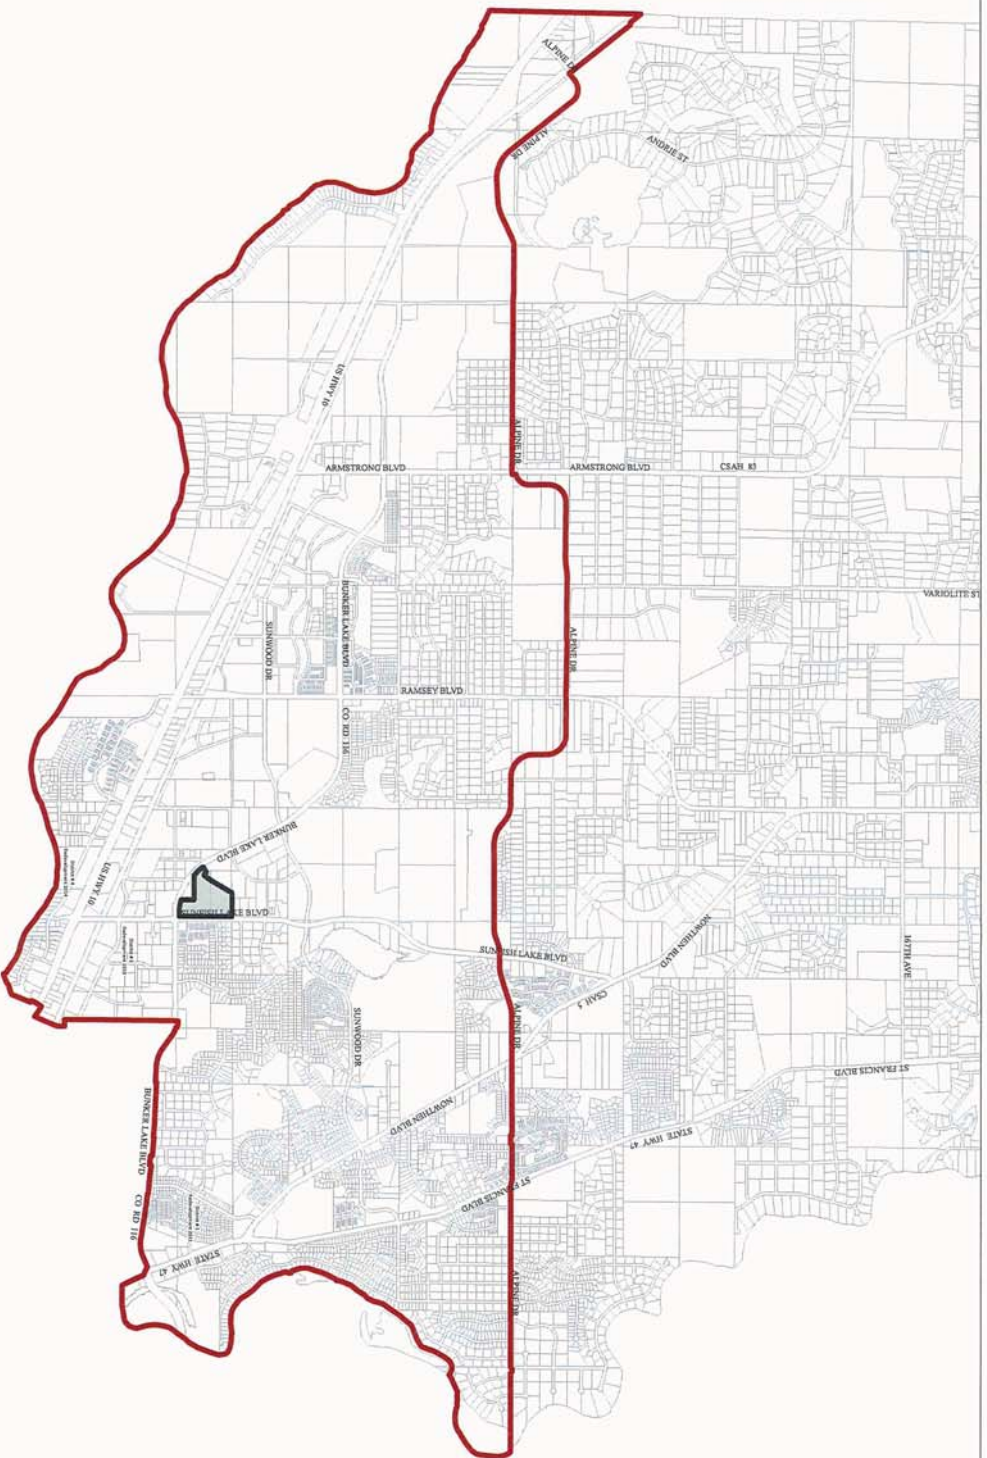 ALPINE DR
ALPINE DR
ANDRIE ST
US HWY 10
ALPINE DR
ARMSTRONG BLVD
ARMSTRONG BLVD
CSAH 83
VARIOLITE ST
BUNKER LAKE BLVD
SUNWOOD DR
ALPINE DR
RAMSEY BLVD
CO RD 116
BUNKER LAKE BLVD
US HWY 10
SUNFISH LAKE BLVD
SUNFISH LAKE BLVD
NOWTHEN BLVD
167TH AVE
CSAH 5
ALPINE DR
SUNWOOD DR
ST FRANCIS BLVD
BUNKER LAKE BLVD
CO RD 116
NOWTHEN BLVD
STATE HWY 47
ST FRANCIS BLVD
STATE HWY 47
ALPINE DR